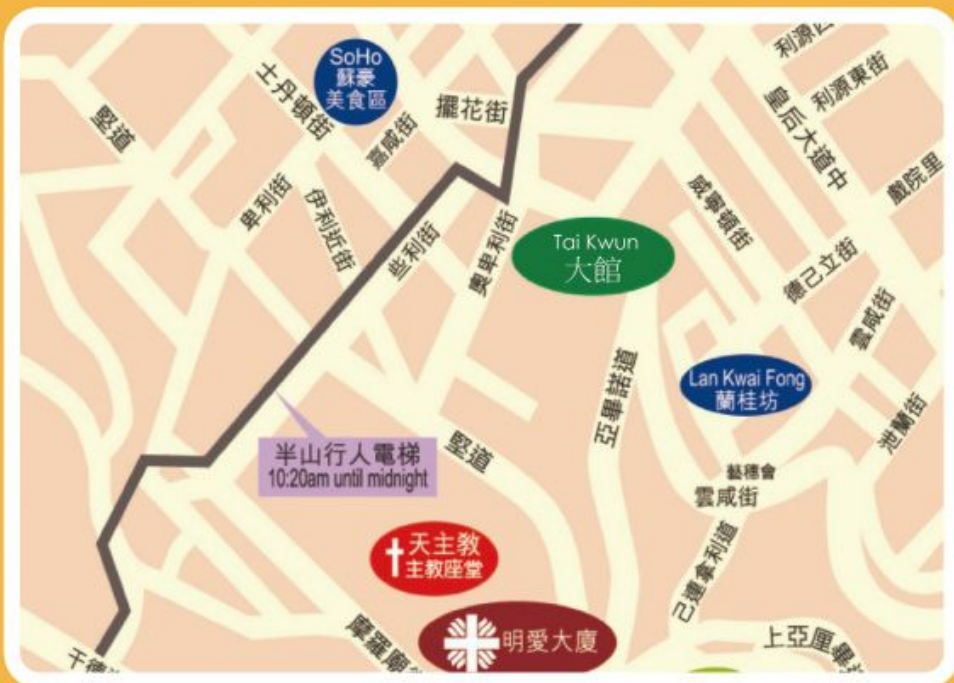 SoHo
蘇豪
美食區
士丹頓街
堅道
擺花街
嘉咸街
利源東街
皇后大道中
戲院里
卑利街
伊利近街
些利街
奧卑利街
威寧頓街
Tai Kwun
大館
德己立街
雲咸街
亞畢諾道
Lan Kwai Fong
蘭桂坊
泄蘭街
半山行人電梯
10:20am until midnight
堅道
藝穗會
雲咸街
天主教
主教座堂
己連拿利道
摩羅廟
明愛大廈
上亞厘畢
干德